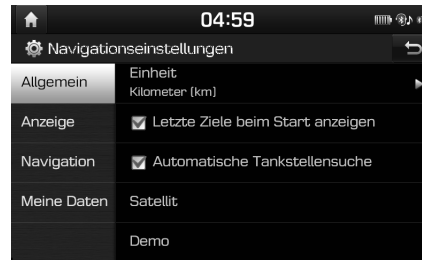 04:59
Navigationseinstellungen
Allgemein
Einheit
Kilometer (km)
Anzeige
Letzte Ziele beim Start anzeigen
Navigation
Automatische Tankstellensuche
Meine Daten
Satellit
Demo